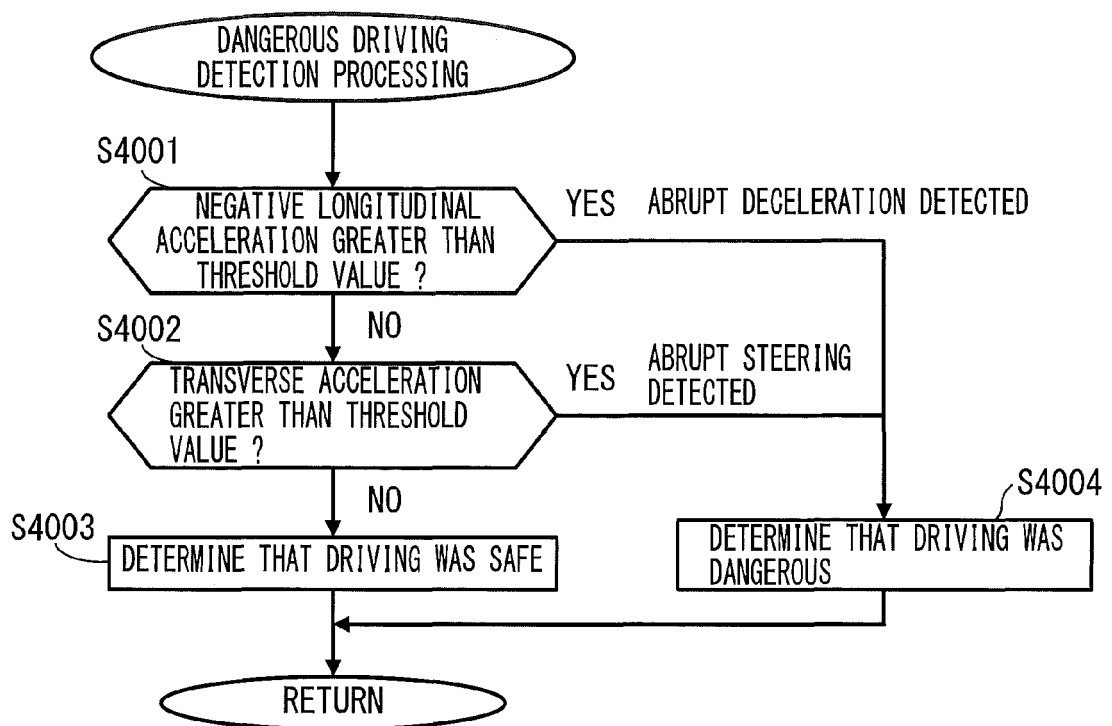 DANGEROUS DRIVING
DETECTION PROCESSING
S4001
NEGATIVE LONGITUDINAL
ACCELERATION GREATER THAN
THRESHOLD VALUE ?
YES ABRUPT DECELERATION DETECTED
NO
S4002
TRANSVERSE ACCELERATION
GREATER THAN THRESHOLD
VALUE ?
YES
ABRUPT STEERING
DETECTED
NO
S4003
DETERMINE THAT DRIVING WAS SAFE
S4004
DETERMINE THAT DRIVING WAS
DANGEROUS
RETURN